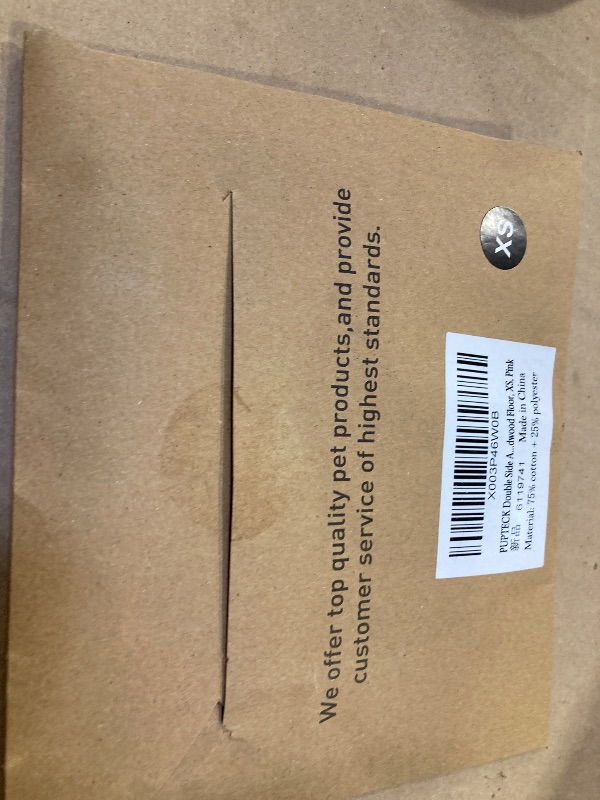 We offer top quality pet products,and provide
customer service of highest standards.
XS
X003P46W0B
PUPTECK Double Side A...dwood Floor, XS, Pink
新品 6119741 Made in China
Material: 75% cotton + 25% polyester